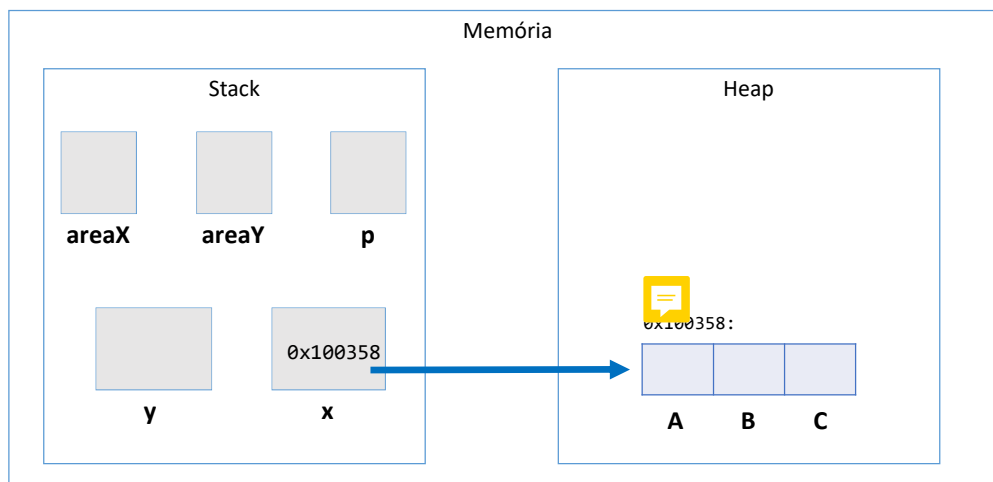 Memória
Stack
Heap
areaX
areaY
p
0x100358:
0x100358
y
x
A
B
C